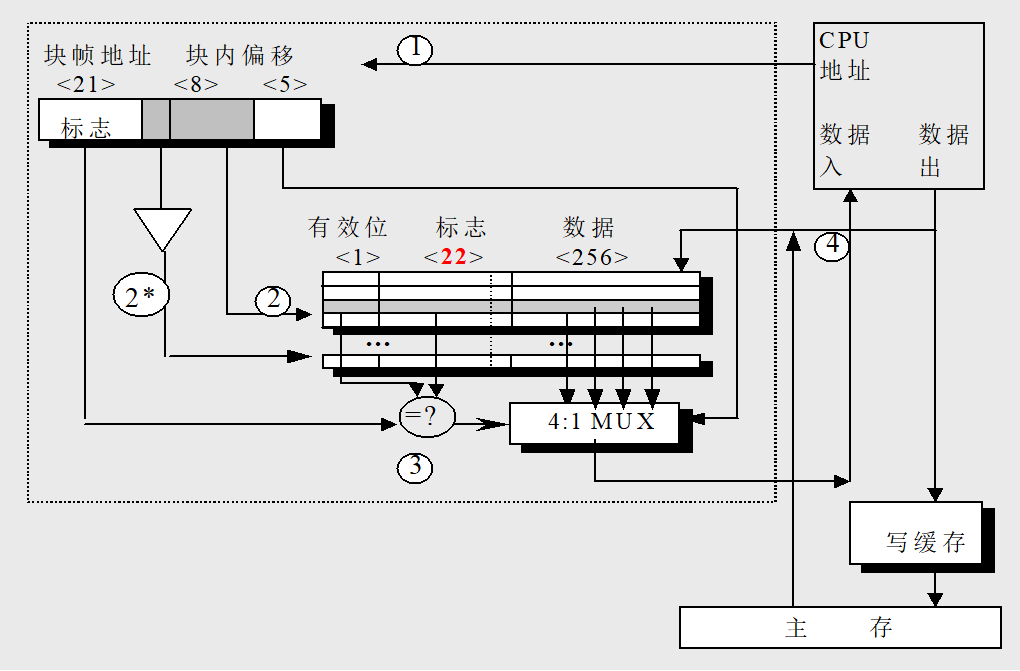 块帧地址 块内偏移
<21> <8> <5>
标志
1
CPU
地址
数据 数据
入 出
有效位 标志 数据
<1> <22> <256>
4
2*
2
… …
=?
4:1 MUX
3
写缓存
主 存